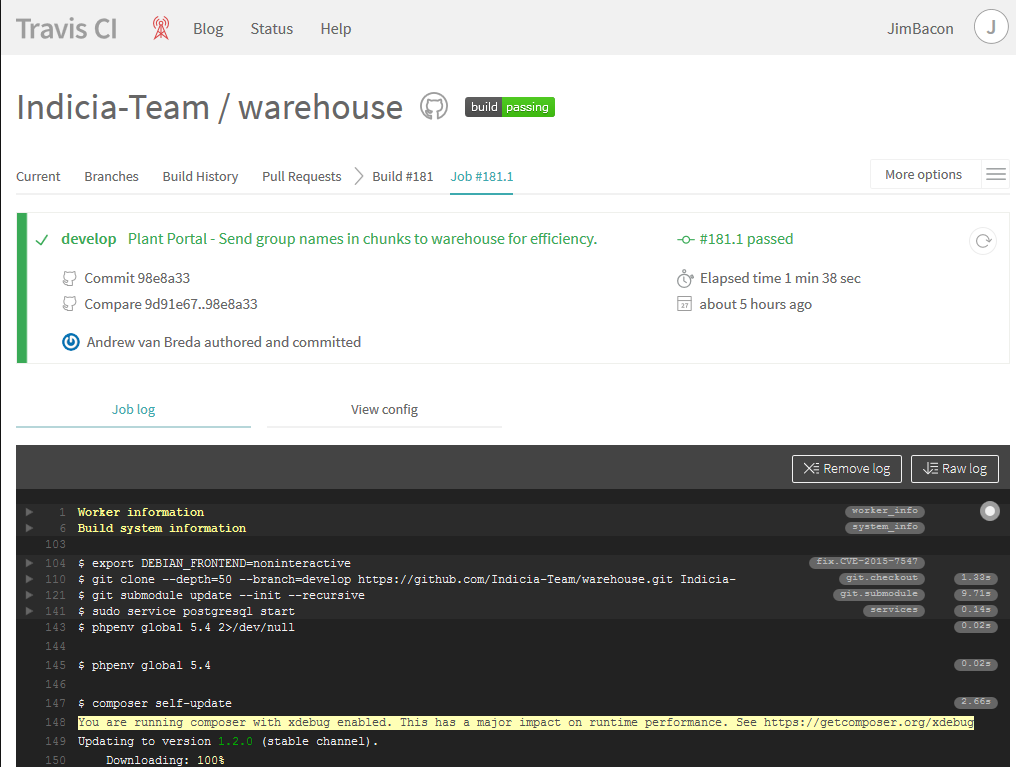 Travis CI Blog Status Help JimBacon J
Indicia-Team / warehouse build passing
Current Branches Build History Pull Requests Build #181 Job #181.1 More options
develop Plant Portal - Send group names in chunks to warehouse for efficiency. #181.1 passed
Commit 98e8a33 Elapsed time 1 min 38 sec
Compare 9d91e67..98e8a33 27 about 5 hours ago
Andrew van Breda authored and committed
Job log View config
Remove log Raw log
1 Worker information worker_info
6 Build system information system_info
103
104 $ export DEBIAN_FRONTEND=noninteractive fix.CVE-2015-7547
110 $ git clone --depth=50 --branch=develop https://github.com/Indicia-Team/warehouse.git Indicia- git.checkout 1.33s
121 $ git submodule update --init --recursive git.submodule 9.71s
141 $ sudo service postgresql start services 0.14s
143 $ phpenv global 5.4 2>/dev/null 0.02s
144
145 $ phpenv global 5.4 0.02s
146
147 $ composer self-update 2.66s
148 You are running composer with xdebug enabled. This has a major impact on runtime performance. See https://getcomposer.org/xdebug
149 Updating to version 1.2.0 (stable channel).
150 Downloading: 100%